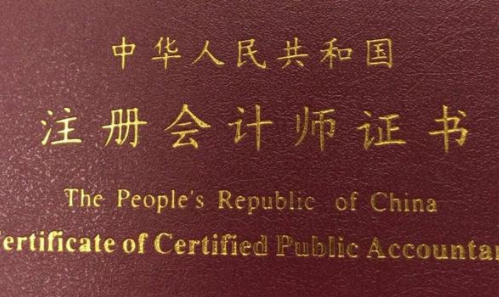 中华人民共和国
注册会计师证书
The People's Republic of China
ertificate of Certified Public Accountan